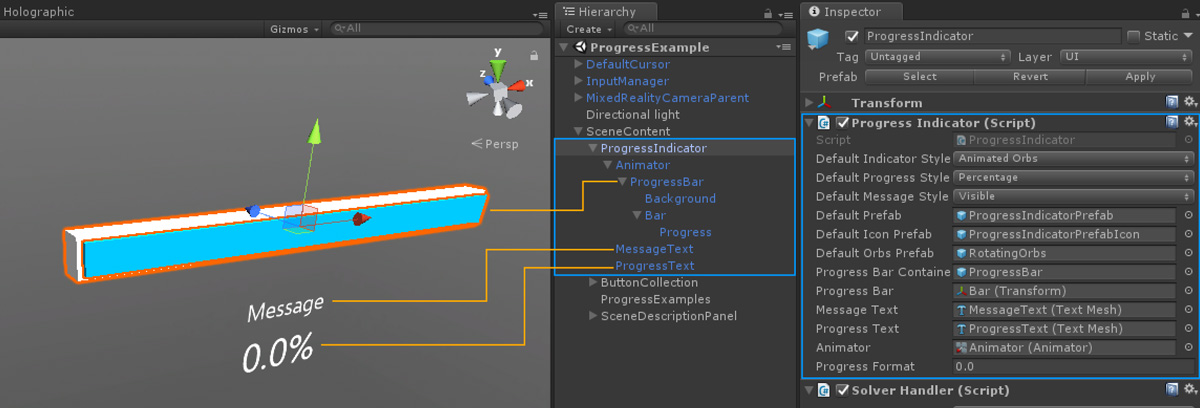 Holographic
Gizmos
All
y
z
x
Persp
Message
0.0%
Hierarchy
Create
All
ProgressExample
DefaultCursor
InputManager
MixedRealityCameraParent
Directional light
SceneContent
ProgressIndicator
Animator
ProgressBar
Background
Bar
Progress
MessageText
ProgressText
ButtonCollection
ProgressExamples
SceneDescriptionPanel
Inspector
ProgressIndicator Static
Tag Untagged Layer UI
Prefab Select Revert Apply
Transform
Progress Indicator (Script)
Script ProgressIndicator
Default Indicator Style Animated Orbs
Default Progress Style Percentage
Default Message Style Visible
Default Prefab ProgressIndicatorPrefab
Default Icon Prefab ProgressIndicatorPrefabIcon
Default Orbs Prefab RotatingOrbs
Progress Bar Containe ProgressBar
Progress Bar Bar (Transform)
Message Text MessageText (Text Mesh)
Progress Text ProgressText (Text Mesh)
Animator Animator (Animator)
Progress Format 0.0
Solver Handler (Script)